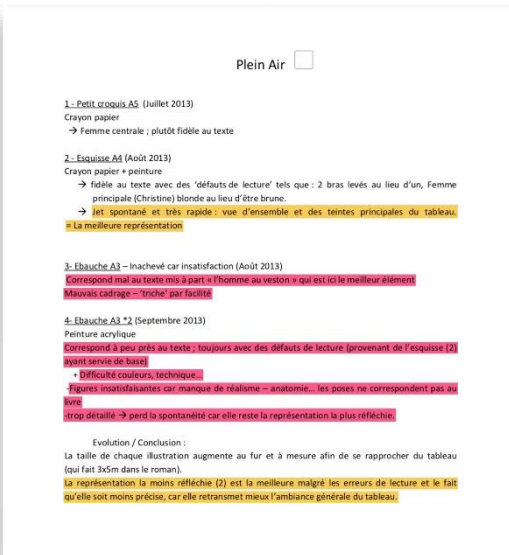 Plein Air
1 - Petit croquis A5 (Juillet 2013)
Crayon papier
→ Femme centrale ; plutôt fidèle au texte
2 - Esquisse A4 (Août 2013)
Crayon papier + peinture
→ fidèle au texte avec des 'défauts de lecture' tels que : 2 bras levés au lieu d'un, Femme
principale (Christine) blonde au lieu d'être brune.
→ Jet spontané et très rapide : vue d'ensemble et des teintes principales du tableau.
= La meilleure représentation
3- Ebauche A3 – Inachevé car insatisfaction (Août 2013)
Correspond mal au texte mis à part « l'homme au veston » qui est ici le meilleur élément
Mauvais cadrage – 'triche' par facilité
4- Ebauche A3 *2 (Septembre 2013)
Peinture acrylique
Correspond à peu près au texte ; toujours avec des défauts de lecture (provenant de l'esquisse (2)
ayant servie de base)
+ Difficulté couleurs, technique...
-Figures insatisfaisantes car manque de réalisme – anatomie... les poses ne correspondent pas au
livre
-trop détaillé → perd la spontanéité car elle reste la représentation la plus réfléchie.
Evolution / Conclusion :
La taille de chaque illustration augmente au fur et à mesure afin de se rapprocher du tableau
(qui fait 3x5m dans le roman).
La représentation la moins réfléchie (2) est la meilleure malgré les erreurs de lecture et le fait
qu'elle soit moins précise, car elle retransmet mieux l'ambiance générale du tableau.